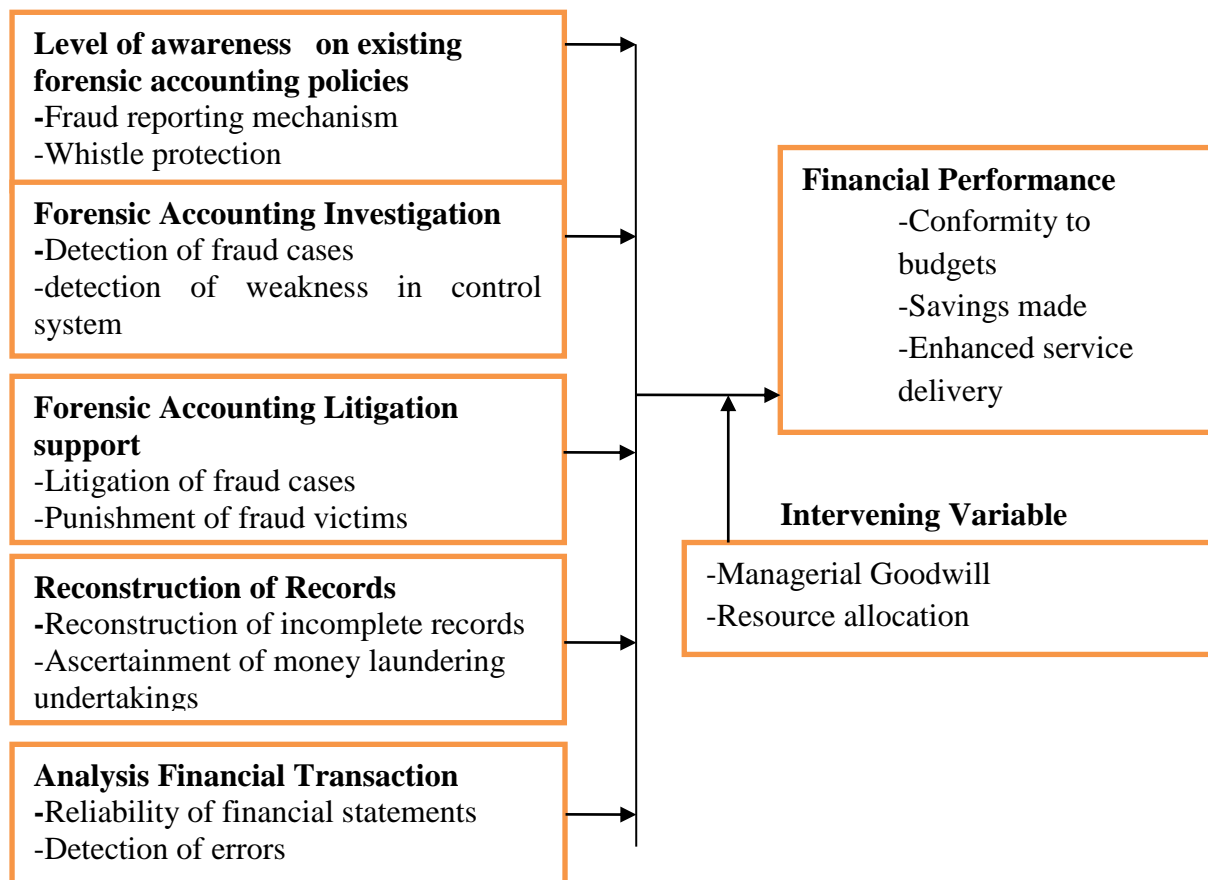 Level of awareness on existing
forensic accounting policies
-Fraud reporting mechanism
-Whistle protection
Forensic Accounting Investigation
-Detection of fraud cases
-detection of weakness in control
system
Forensic Accounting Litigation
support
-Litigation of fraud cases
-Punishment of fraud victims
Reconstruction of Records
-Reconstruction of incomplete records
-Ascertainment of money laundering
undertakings
Analysis Financial Transaction
-Reliability of financial statements
-Detection of errors
Financial Performance
-Conformity to
budgets
-Savings made
-Enhanced service
delivery
Intervening Variable
-Managerial Goodwill
-Resource allocation